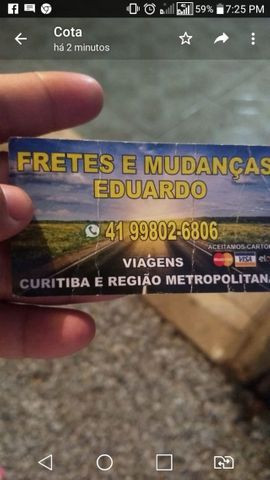 59% 7:25 PM
Cota
há 2 minutos
FRETES E MUDANÇAS
EDUARDO
41 99802-6806
ACEITAMOS CARTÕ
VISA elo
VIAGENS
CURITIBA E REGIÃO METROPOLITANA